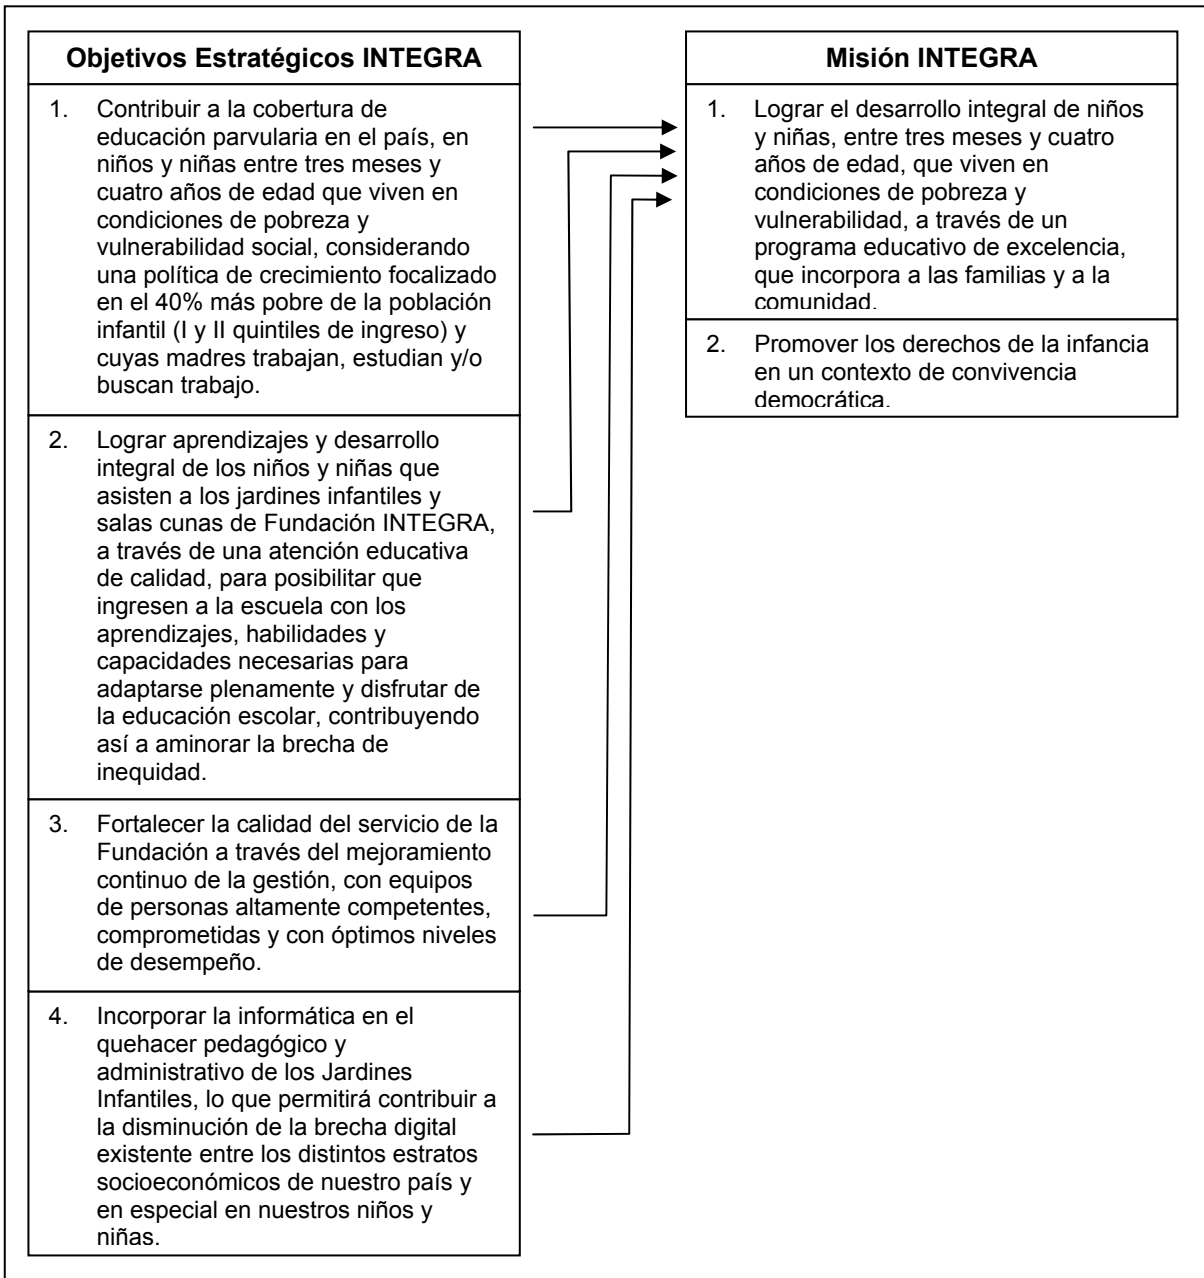 Objetivos Estratégicos INTEGRA
1. Contribuir a la cobertura de
educación parvularia en el país, en
niños y niñas entre tres meses y
cuatro años de edad que viven en
condiciones de pobreza y
vulnerabilidad social, considerando
una política de crecimiento focalizado
en el 40% más pobre de la población
infantil (I y II quintiles de ingreso) y
cuyas madres trabajan, estudian y/o
buscan trabajo.
2. Lograr aprendizajes y desarrollo
integral de los niños y niñas que
asisten a los jardines infantiles y
salas cunas de Fundación INTEGRA,
a través de una atención educativa
de calidad, para posibilitar que
ingresen a la escuela con los
aprendizajes, habilidades y
capacidades necesarias para
adaptarse plenamente y disfrutar de
la educación escolar, contribuyendo
así a aminorar la brecha de
inequidad.
3. Fortalecer la calidad del servicio de la
Fundación a través del mejoramiento
continuo de la gestión, con equipos
de personas altamente competentes,
comprometidas y con óptimos niveles
de desempeño.
4. Incorporar la informática en el
quehacer pedagógico y
administrativo de los Jardines
Infantiles, lo que permitirá contribuir a
la disminución de la brecha digital
existente entre los distintos estratos
socioeconómicos de nuestro país y
en especial en nuestros niños y
niñas.
Misión INTEGRA
1. Lograr el desarrollo integral de niños
y niñas, entre tres meses y cuatro
años de edad, que viven en
condiciones de pobreza y
vulnerabilidad, a través de un
programa educativo de excelencia,
que incorpora a las familias y a la
comunidad.
2. Promover los derechos de la infancia
en un contexto de convivencia
democrática.